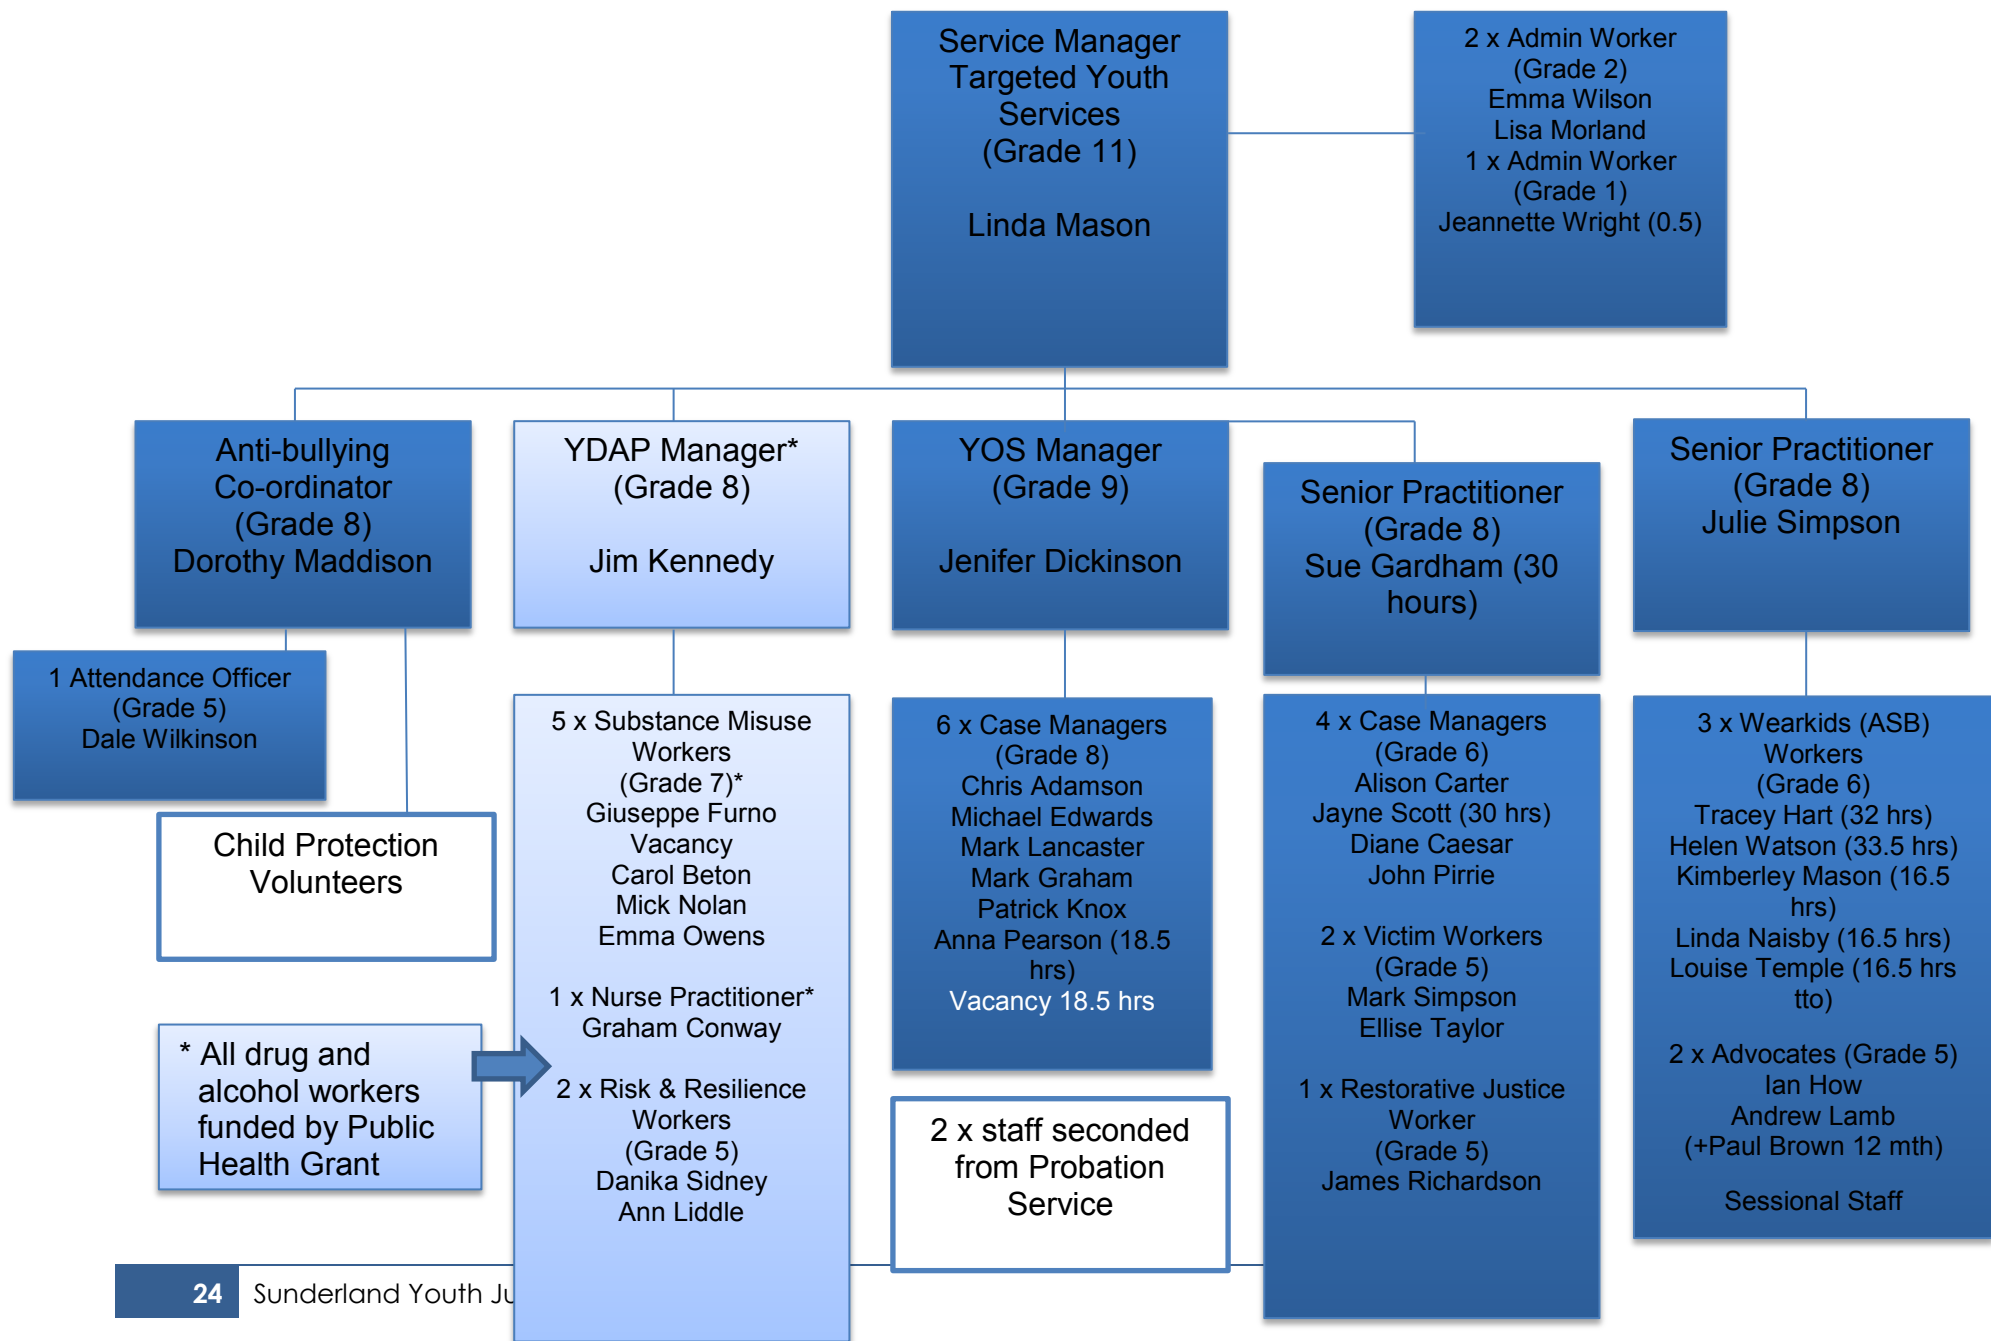 Service Manager
Targeted Youth
Services
(Grade 11)
Linda Mason
2 x Admin Worker
(Grade 2)
Emma Wilson
Lisa Morland
1 x Admin Worker
(Grade 1)
Jeannette Wright (0.5)
Anti-bullying
Co-ordinator
(Grade 8)
Dorothy Maddison
YDAP Manager*
(Grade 8)
Jim Kennedy
YOS Manager
(Grade 9)
Jenifer Dickinson
Senior Practitioner
(Grade 8)
Sue Gardham (30
hours)
Senior Practitioner
(Grade 8)
Julie Simpson
1 Attendance Officer
(Grade 5)
Dale Wilkinson
Child Protection
Volunteers
* All drug and
alcohol workers
funded by Public
Health Grant
5 x Substance Misuse
Workers
(Grade 7)*
Giuseppe Furno
Vacancy
Carol Beton
Mick Nolan
Emma Owens
1 x Nurse Practitioner*
Graham Conway
2 x Risk & Resilience
Workers
(Grade 5)
Danika Sidney
Ann Liddle
6 x Case Managers
(Grade 8)
Chris Adamson
Michael Edwards
Mark Lancaster
Mark Graham
Patrick Knox
Anna Pearson (18.5
hrs)
Vacancy 18.5 hrs
2 x staff seconded
from Probation
Service
4 x Case Managers
(Grade 6)
Alison Carter
Jayne Scott (30 hrs)
Diane Caesar
John Pirrie
2 x Victim Workers
(Grade 5)
Mark Simpson
Ellise Taylor
1 x Restorative Justice
Worker
(Grade 5)
James Richardson
3 x Wearkids (ASB)
Workers
(Grade 6)
Tracey Hart (32 hrs)
Helen Watson (33.5 hrs)
Kimberley Mason (16.5
hrs)
Linda Naisby (16.5 hrs)
Louise Temple (16.5 hrs
tto)
2 x Advocates (Grade 5)
Ian How
Andrew Lamb
(+Paul Brown 12 mth)
Sessional Staff
24 Sunderland Youth